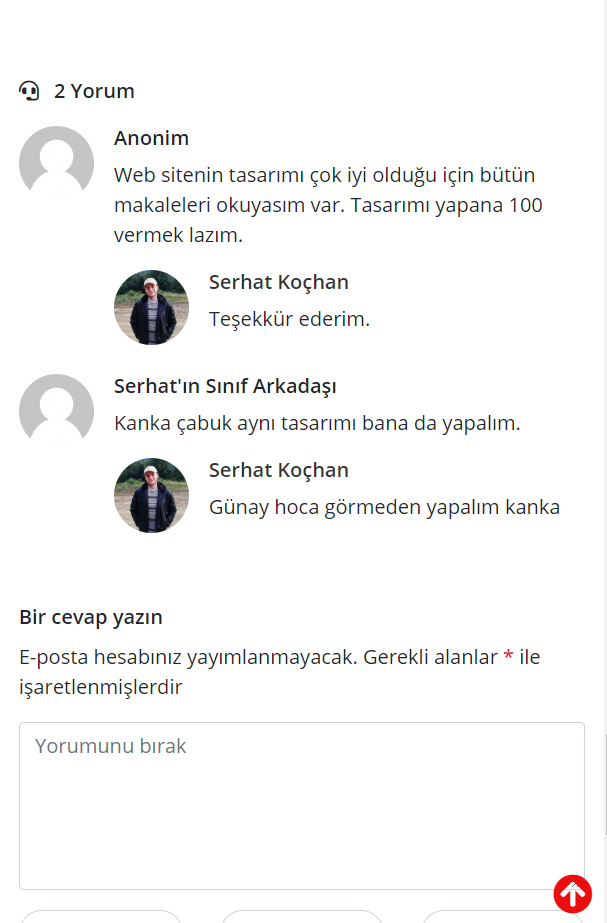 2 Yorum
Anonim
Web sitenin tasarımı çok iyi olduğu için bütün
makaleleri okuyasım var. Tasarımı yapana 100
vermek lazım.
Serhat Koçhan
Teşekkür ederim.
Serhat'ın Sınıf Arkadaşı
Kanka çabuk aynı tasarımı bana da yapalım.
Serhat Koçhan
Günay hoca görmeden yapalım kanka
Bir cevap yazın
E-posta hesabınız yayımlanmayacak. Gerekli alanlar * ile
işaretlenmişlerdir
Yorumunu bırak